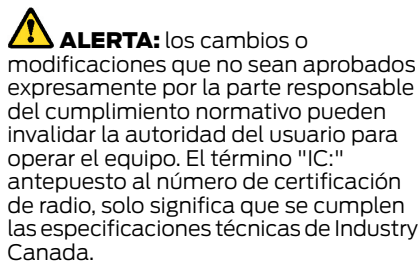 ALERTA: los cambios o
modificaciones que no sean aprobados
expresamente por la parte responsable
del cumplimiento normativo pueden
invalidar la autoridad del usuario para
operar el equipo. El término "IC:"
antepuesto al número de certificación
de radio, solo significa que se cumplen
las especificaciones técnicas de Industry
Canada.